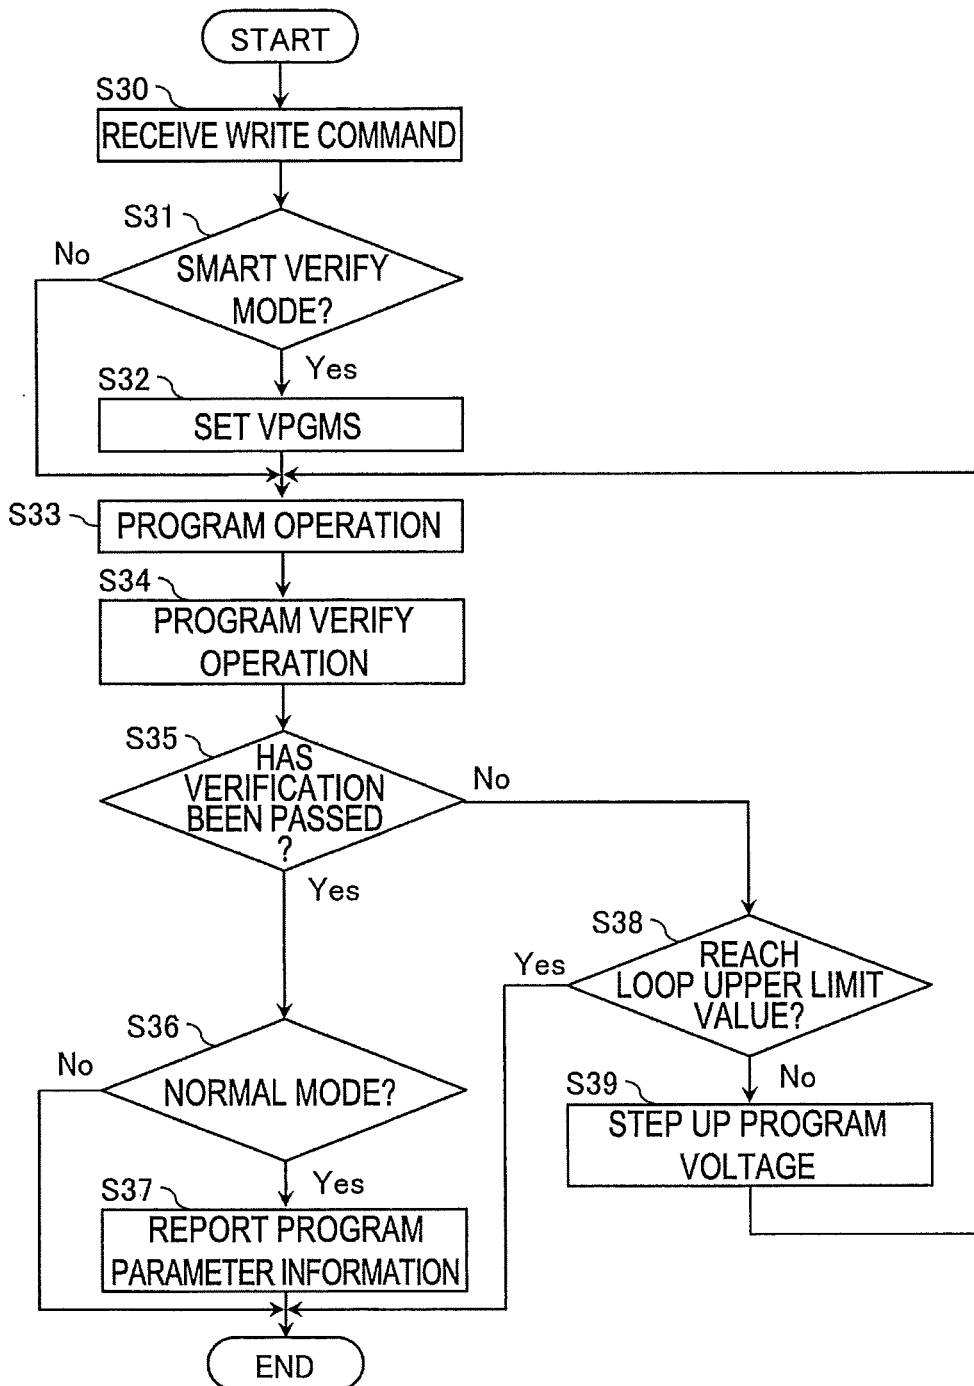 START
S30
RECEIVE WRITE COMMAND
S31
No
SMART VERIFY
MODE?
Yes
S32
SET VPGMS
S33
PROGRAM OPERATION
S34
PROGRAM VERIFY
OPERATION
S35
HAS
VERIFICATION
BEEN PASSED
?
No
Yes
S38
Yes
REACH
LOOP UPPER LIMIT
VALUE?
No
S36
No
NORMAL MODE?
Yes
S39
STEP UP PROGRAM
VOLTAGE
S37
REPORT PROGRAM
PARAMETER INFORMATION
END